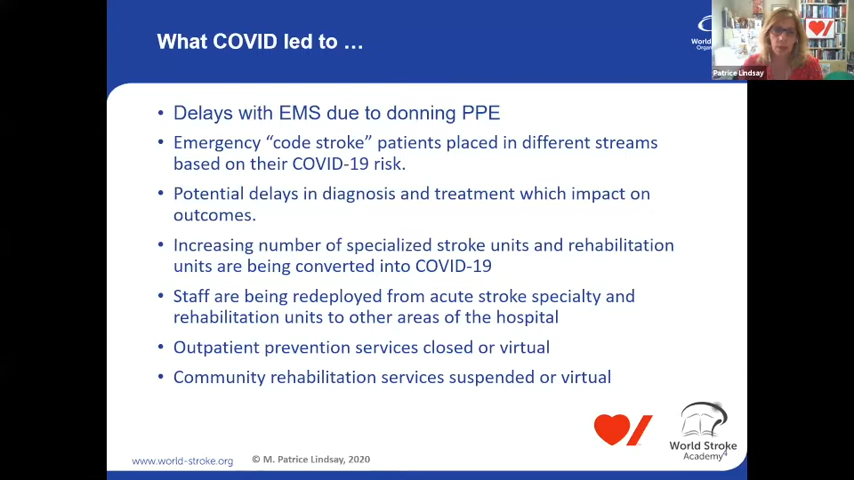 What COVID led to …
World
Patrice Lindsay
• Delays with EMS due to donning PPE
• Emergency “code stroke” patients placed in different streams
based on their COVID-19 risk.
• Potential delays in diagnosis and treatment which impact on
outcomes.
• Increasing number of specialized stroke units and rehabilitation
units are being converted into COVID-19
• Staff are being redeployed from acute stroke specialty and
rehabilitation units to other areas of the hospital
• Outpatient prevention services closed or virtual
• Community rehabilitation services suspended or virtual
World Stroke
Academy
4
www.world-stroke.org
© M. Patrice Lindsay, 2020